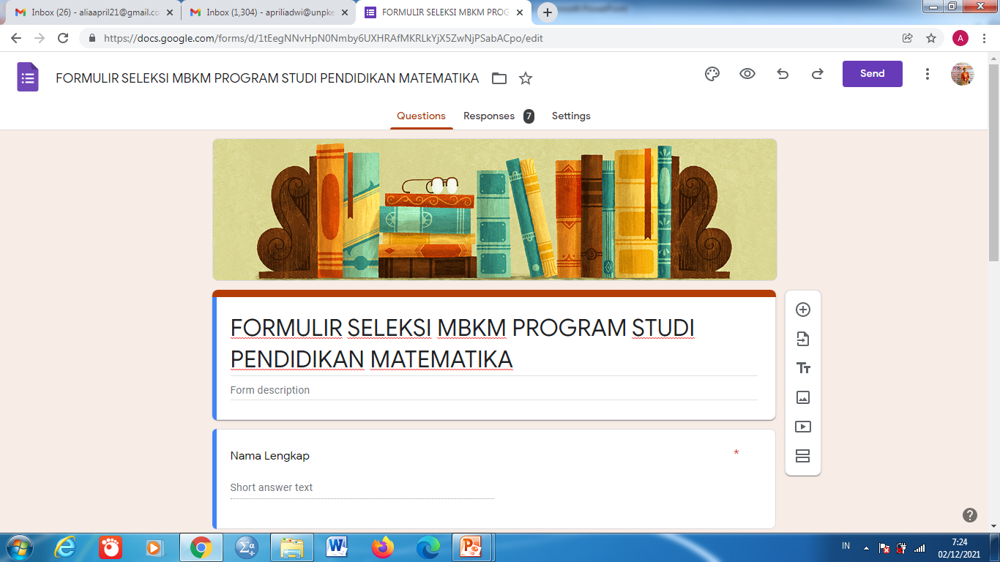 Inbox (26) - aliaapril21@gmail.co
Inbox (1,304) - apriliadwi@unpke
FORMULIR SELEKSI MBKM PROG
https://docs.google.com/forms/d/1tEegNNvHpN0Nmby6UXHRAfMKRLkYjX5ZwNjPSabACpo/edit
A
FORMULIR SELEKSI MBKM PROGRAM STUDI PENDIDIKAN MATEMATIKA
Send
Questions
Responses 7
Settings
FORMULIR SELEKSI MBKM PROGRAM STUDI
PENDIDIKAN MATEMATIKA
Form description
Nama Lengkap *
Short answer text
IN
7:24
02/12/2021